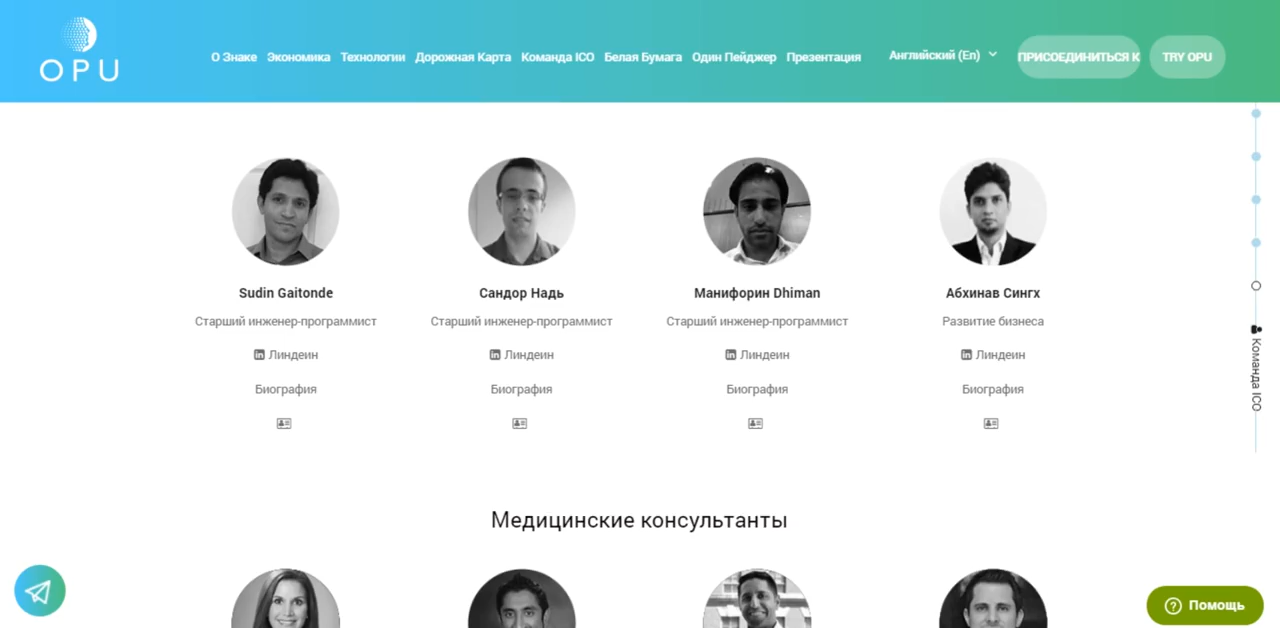 OPU
О Знаке Экономика Технологии Дорожная Карта Команда ICO Белая Бумага Один Пейджер Презентация Английский (En) ПРИСОЕДИНИТЬСЯ К TRY OPU
Sudin Gaitonde
Старший инженер-программист
Линдеин
Биография
Сандор Надь
Старший инженер-программист
Линдеин
Биография
Манифорин Dhiman
Старший инженер-программист
Линдеин
Биография
Абхинав Сингх
Развитие бизнеса
Линдеин
Биография
Команда ICO
Медицинские консультанты
Помощь